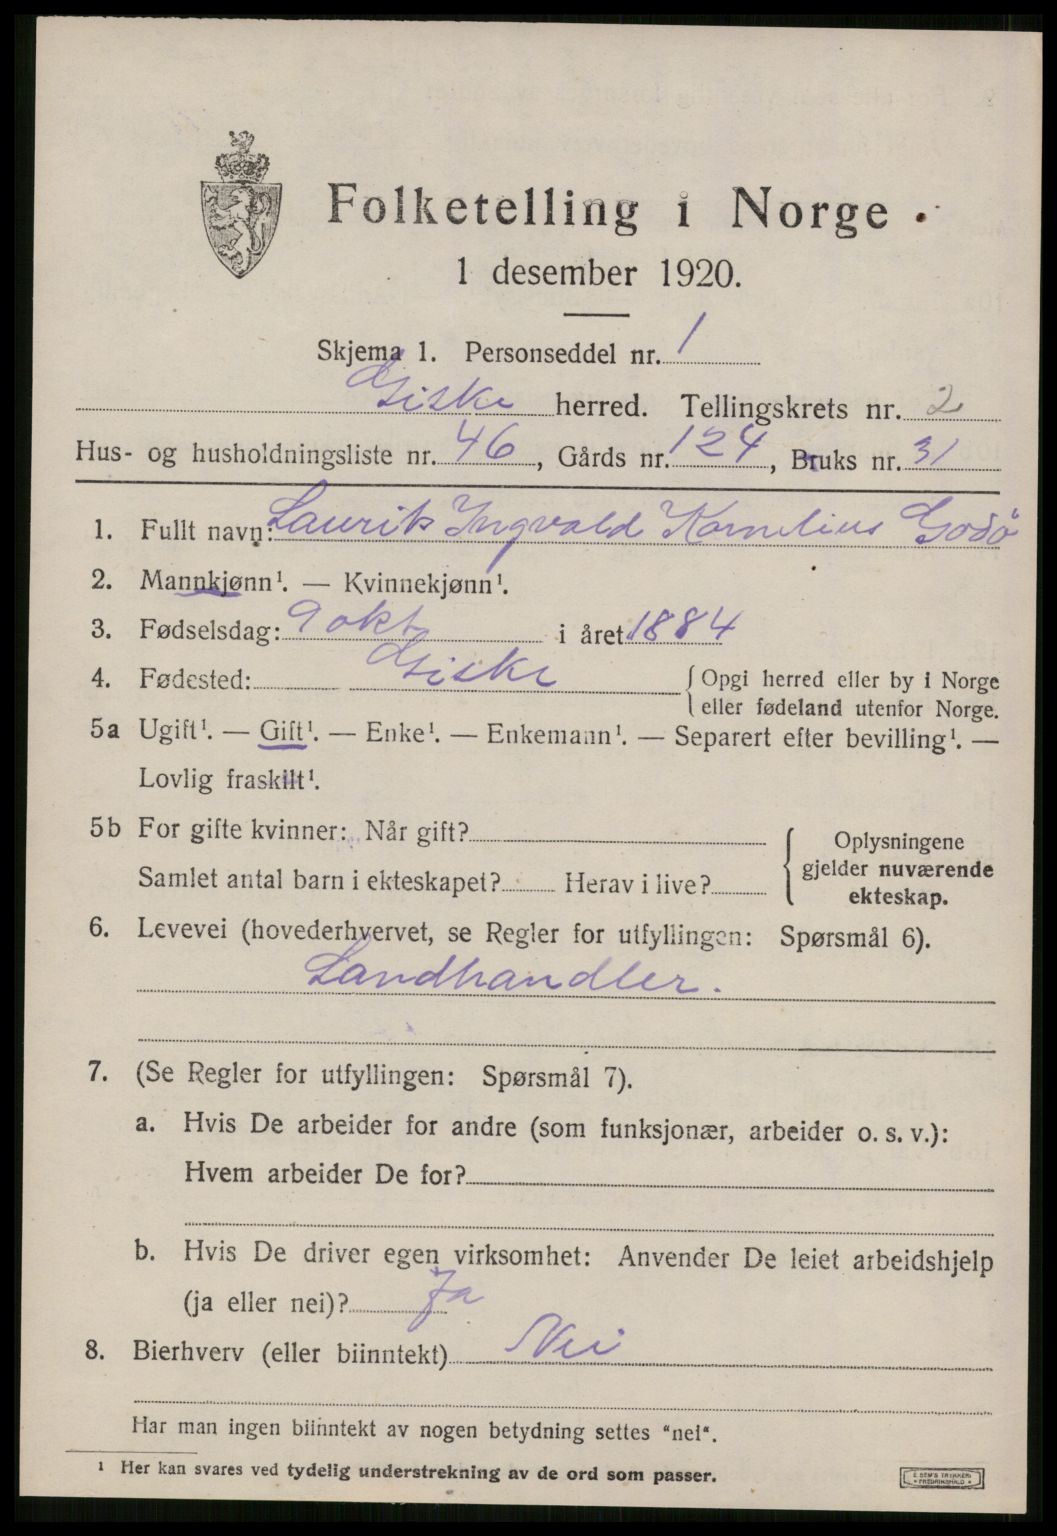 Folketelling i Norge
1 desember 1920.
Skjema 1. Personseddel nr. 1
Giske herred. Tellingskrets nr. 2
Hus- og husholdningsliste nr. 46, Gårds nr. 124, Bruks nr. 31
1. Fullt navn: Laurits Ingvald Kornelius Godø
2. Mannkjønn¹. — Kvinnekjønn¹.
3. Fødselsdag: 9 okt i året 1884
4. Fødested: Giske {Opgi herred eller by i Norge
eller fødeland utenfor Norge.
5a Ugift¹. — Gift¹. — Enke¹. — Enkemann¹. — Separert efter bevilling¹. —
Lovlig fraskilt¹.
5b For gifte kvinner: Når gift?
Samlet antal barn i ekteskapet? Herav i live?
{ Oplysningene
gjelder nuværende
ekteskap.
6. Levevei (hovederhvervet, se Regler for utfyllingen: Spørsmål 6).
Landhandler.
7. (Se Regler for utfyllingen: Spørsmål 7).
a. Hvis De arbeider for andre (som funksjonær, arbeider o. s. v.):
Hvem arbeider De for?
b. Hvis De driver egen virksomhet: Anvender De leiet arbeidshjelp
(ja eller nei)? Ja
8. Bierhverv (eller biinntekt) Nei
Har man ingen biinntekt av nogen betydning settes "nei".
¹ Her kan svares ved tydelig understrekning av de ord som passer.
E. SEM'S TRYKKERI
FREDRIKSHALD